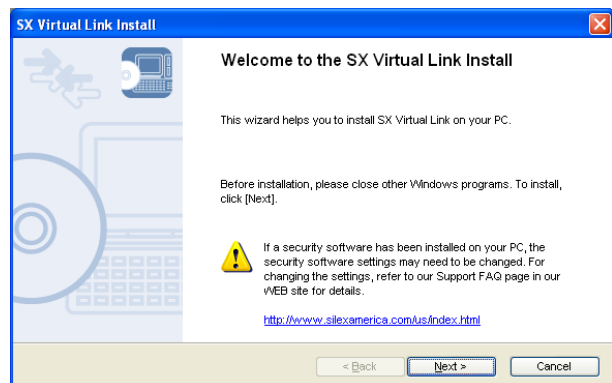 SX Virtual Link Install
Welcome to the SX Virtual Link Install
This wizard helps you to install SX Virtual Link on your PC.
Before installation, please close other Windows programs. To install,
click [Next].
If a security software has been installed on your PC, the
security software settings may need to be changed. For
changing the settings, refer to our Support FAQ page in our
WEB site for details.
http://www.silexamerica.com/us/index.html
< Back
Next >
Cancel